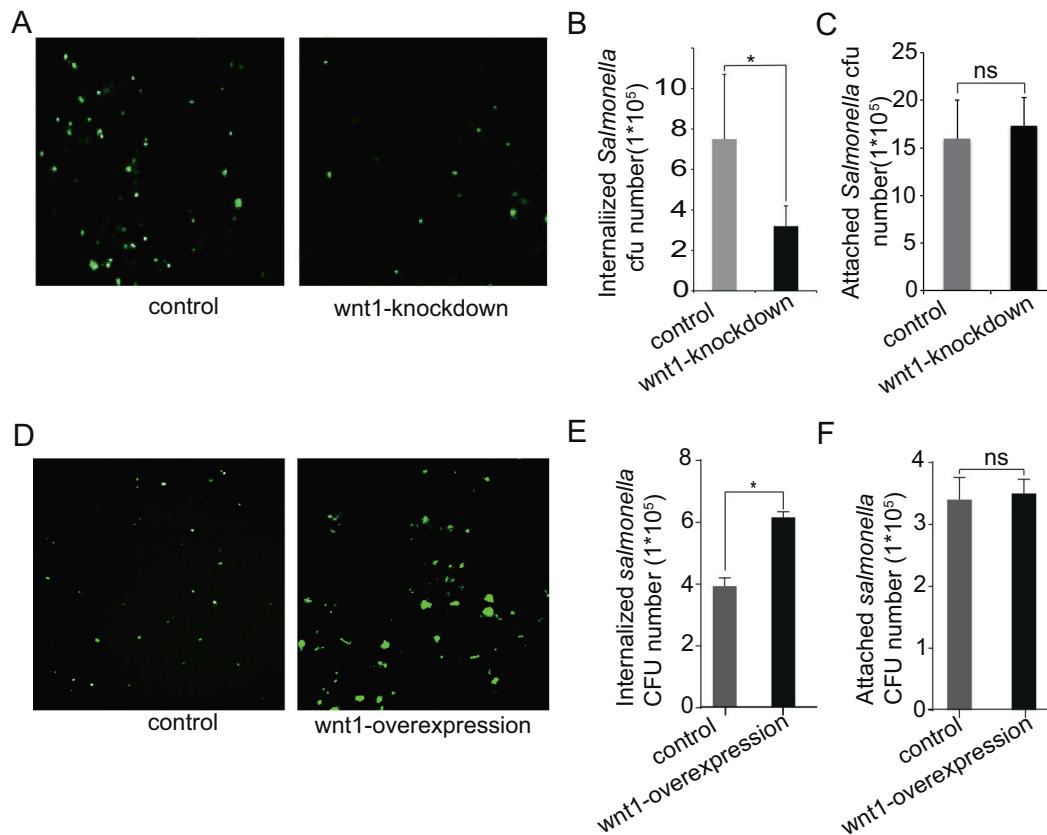 A
control
wnt1-knockdown
B
Internalized Salmonella
cfu number(1*10⁵)
10
8
6
4
2
0
*
control
wnt1-knockdown
C
Attached Salmonella cfu
number(1*10⁵)
25
20
15
10
5
0
ns
control
wnt1-knockdown
D
control
wnt1-overexpression
E
Internalized salmonella
CFU number (1*10⁵)
8
6
4
2
0
*
control
wnt1-overexpression
F
Attached salmonella
CFU number (1*10⁵)
4
3
2
1
0
ns
control
wnt1-overexpression